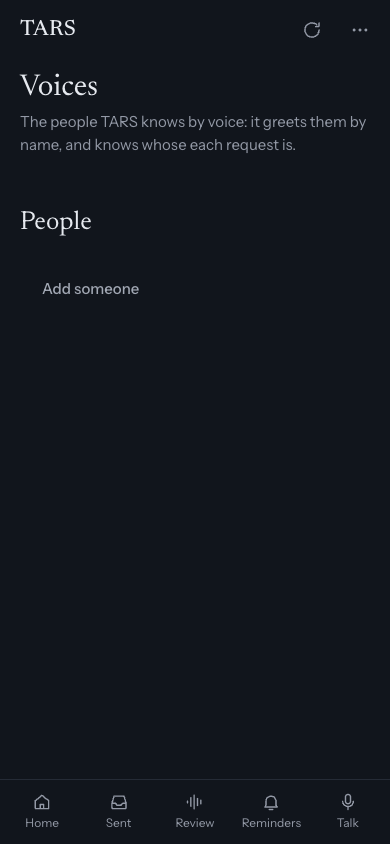 TARS
Voices
The people TARS knows by voice: it greets them by
name, and knows whose each request is.
People
Add someone
Home
Sent
Review
Reminders
Talk